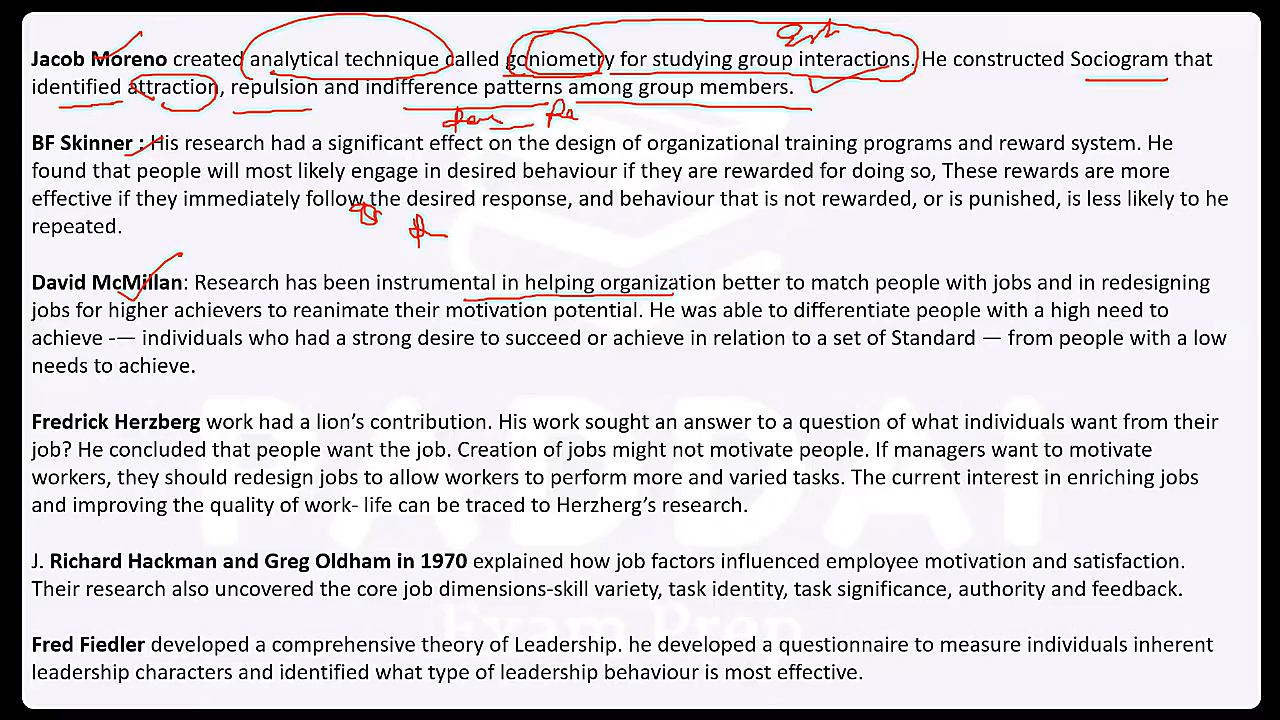 Jacob Moreno created analytical technique called goniometry for studying group interactions. He constructed Sociogram that
identified attraction, repulsion and indifference patterns among group members.
BF Skinner : His research had a significant effect on the design of organizational training programs and reward system. He
found that people will most likely engage in desired behaviour if they are rewarded for doing so, These rewards are more
effective if they immediately follow the desired response, and behaviour that is not rewarded, or is punished, is less likely to he
repeated.
David McMillan: Research has been instrumental in helping organization better to match people with jobs and in redesigning
jobs for higher achievers to reanimate their motivation potential. He was able to differentiate people with a high need to
achieve -— individuals who had a strong desire to succeed or achieve in relation to a set of Standard — from people with a low
needs to achieve.
Fredrick Herzberg work had a lion’s contribution. His work sought an answer to a question of what individuals want from their
job? He concluded that people want the job. Creation of jobs might not motivate people. If managers want to motivate
workers, they should redesign jobs to allow workers to perform more and varied tasks. The current interest in enriching jobs
and improving the quality of work- life can be traced to Herzherg’s research.
J. Richard Hackman and Greg Oldham in 1970 explained how job factors influenced employee motivation and satisfaction.
Their research also uncovered the core job dimensions-skill variety, task identity, task significance, authority and feedback.
Fred Fiedler developed a comprehensive theory of Leadership. he developed a questionnaire to measure individuals inherent
leadership characters and identified what type of leadership behaviour is most effective.
PADDAI
Exam Prep